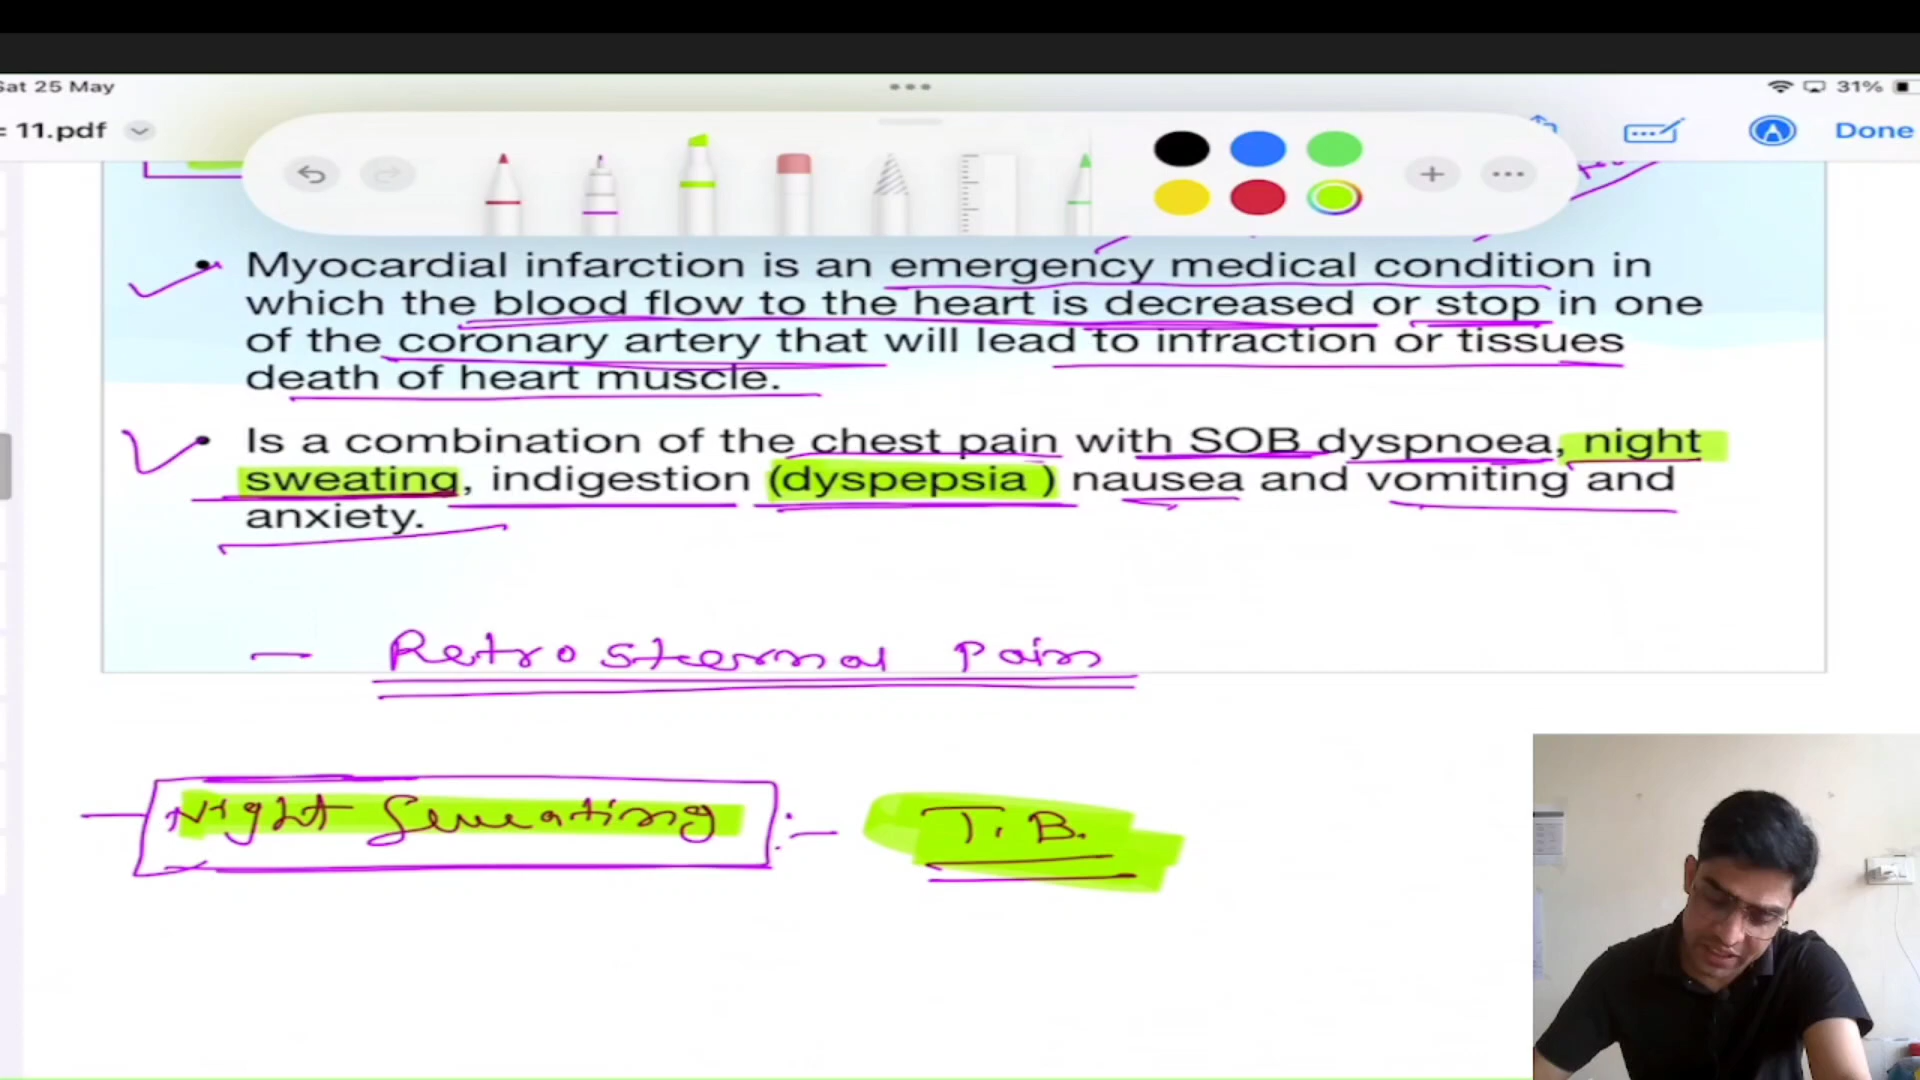 Sat 25 May
31%
= 11.pdf
Done
• Myocardial infarction is an emergency medical condition in
which the blood flow to the heart is decreased or stop in one
of the coronary artery that will lead to infraction or tissues
death of heart muscle.
• Is a combination of the chest pain with SOB dyspnoea, night
sweating, indigestion (dyspepsia ) nausea and vomiting and
anxiety.
- Retrosternal Pain
- Night Sweating :- T.B.